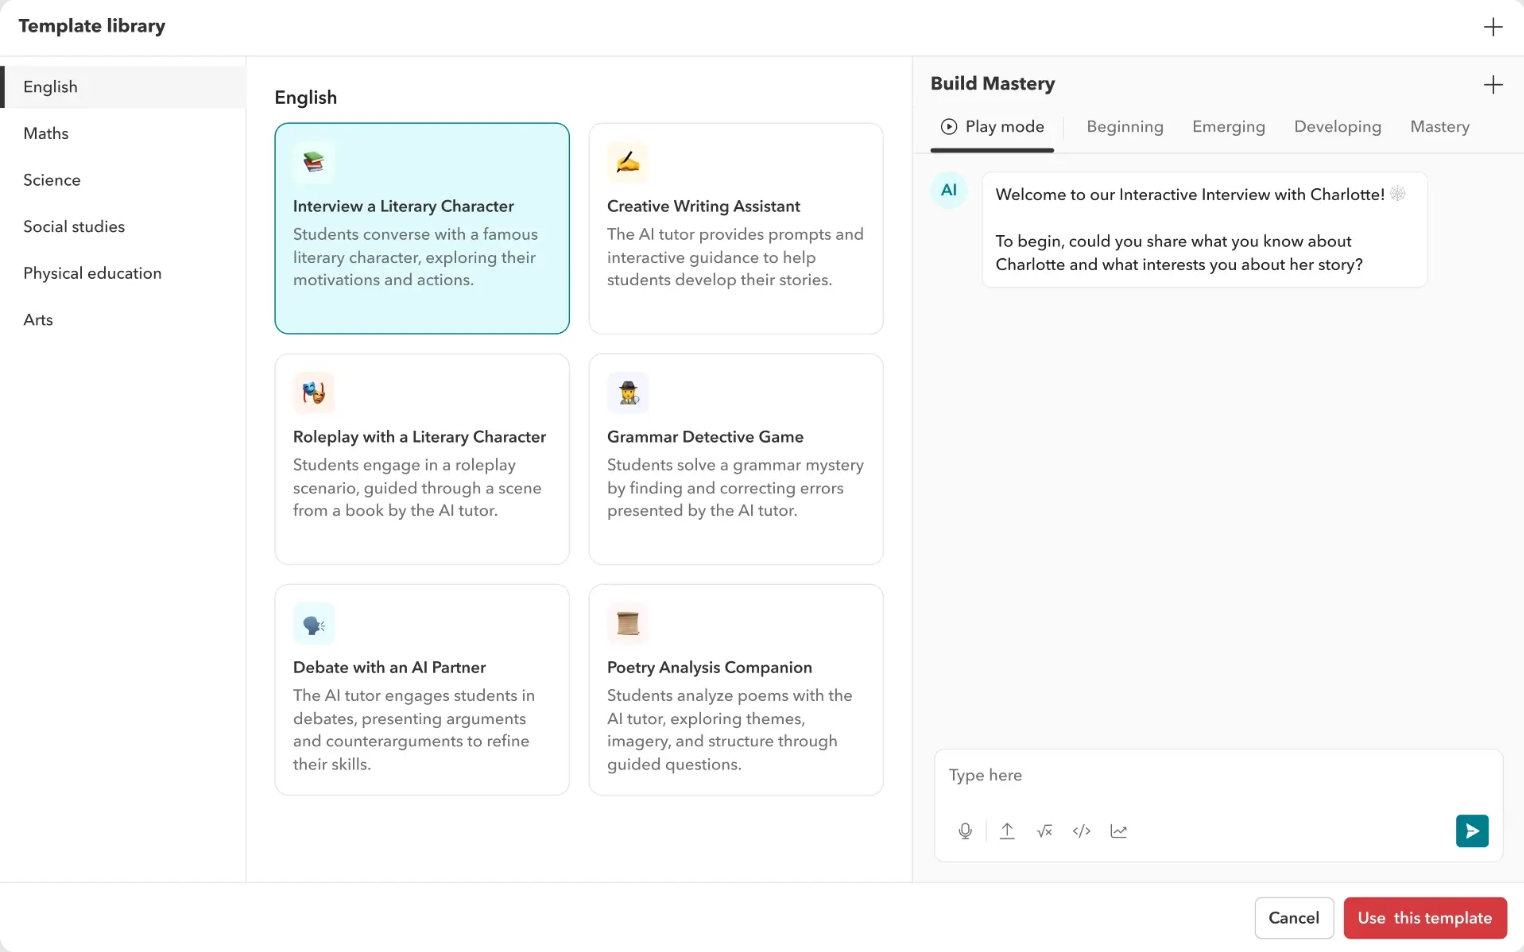 Template library
English
Maths
Science
Social studies
Physical education
Arts
English
Interview a Literary Character
Students converse with a famous
literary character, exploring their
motivations and actions.
Creative Writing Assistant
The AI tutor provides prompts and
interactive guidance to help
students develop their stories.
Roleplay with a Literary Character
Students engage in a roleplay
scenario, guided through a scene
from a book by the AI tutor.
Grammar Detective Game
Students solve a grammar mystery
by finding and correcting errors
presented by the AI tutor.
Debate with an AI Partner
The AI tutor engages students in
debates, presenting arguments
and counterarguments to refine
their skills.
Poetry Analysis Companion
Students analyze poems with the
AI tutor, exploring themes,
imagery, and structure through
guided questions.
Build Mastery
Play mode Beginning Emerging Developing Mastery
AI
Welcome to our Interactive Interview with Charlotte! 🕸️
To begin, could you share what you know about
Charlotte and what interests you about her story?
Type here
Cancel
Use this template